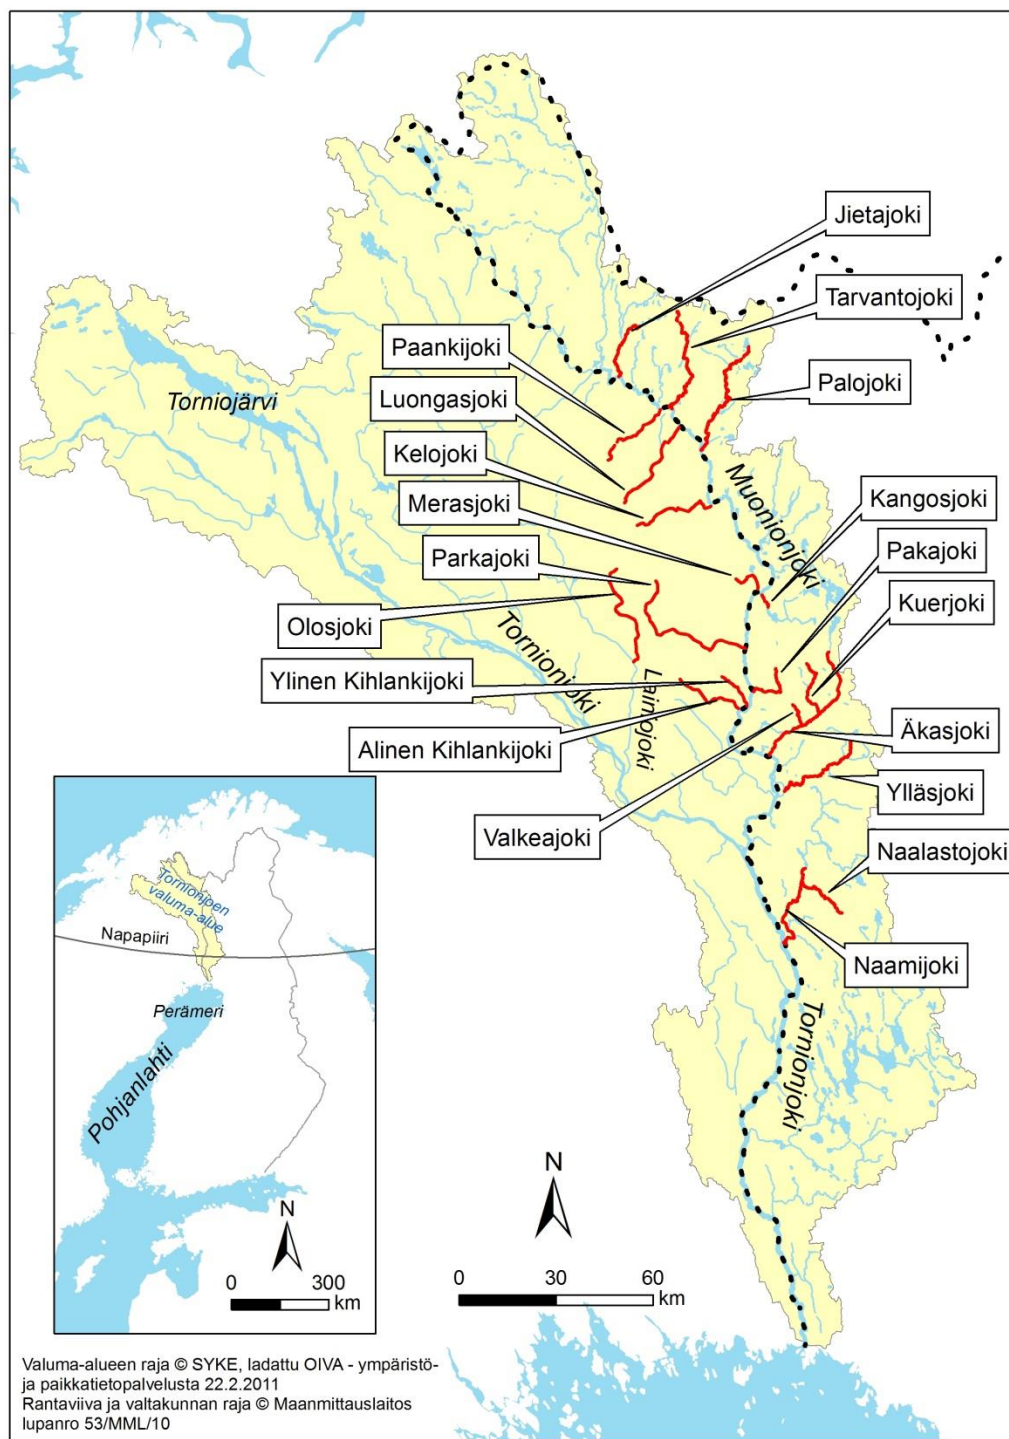 Jietajoki
Tarvantojoki
Paankijoki
Palojoki
Luongasjoki
Torniojärvi
Kelojoki
Merasjoki
Muonionjoki
Kangosjoki
Parkajoki
Pakajoki
Kuerjoki
Olosjoki
Tornionjoki
Ylinen Kihlankijoki
Lainiojoki
Äkasjoki
Alinen Kihlankijoki
Ylläsjoki
Valkeajoki
Naalastojoki
Naamijoki
Tornionjoki
Tornionjoen
valuma-alue
Napapiiri
Perämeri
Pohjanlahti
N
0 300
km
N
0 30 60
km
Valuma-alueen raja © SYKE, ladattu OIVA - ympäristö-
ja paikkatietopalvelusta 22.2.2011
Rantaviiva ja valtakunnan raja © Maanmittauslaitos
lupanro 53/MML/10